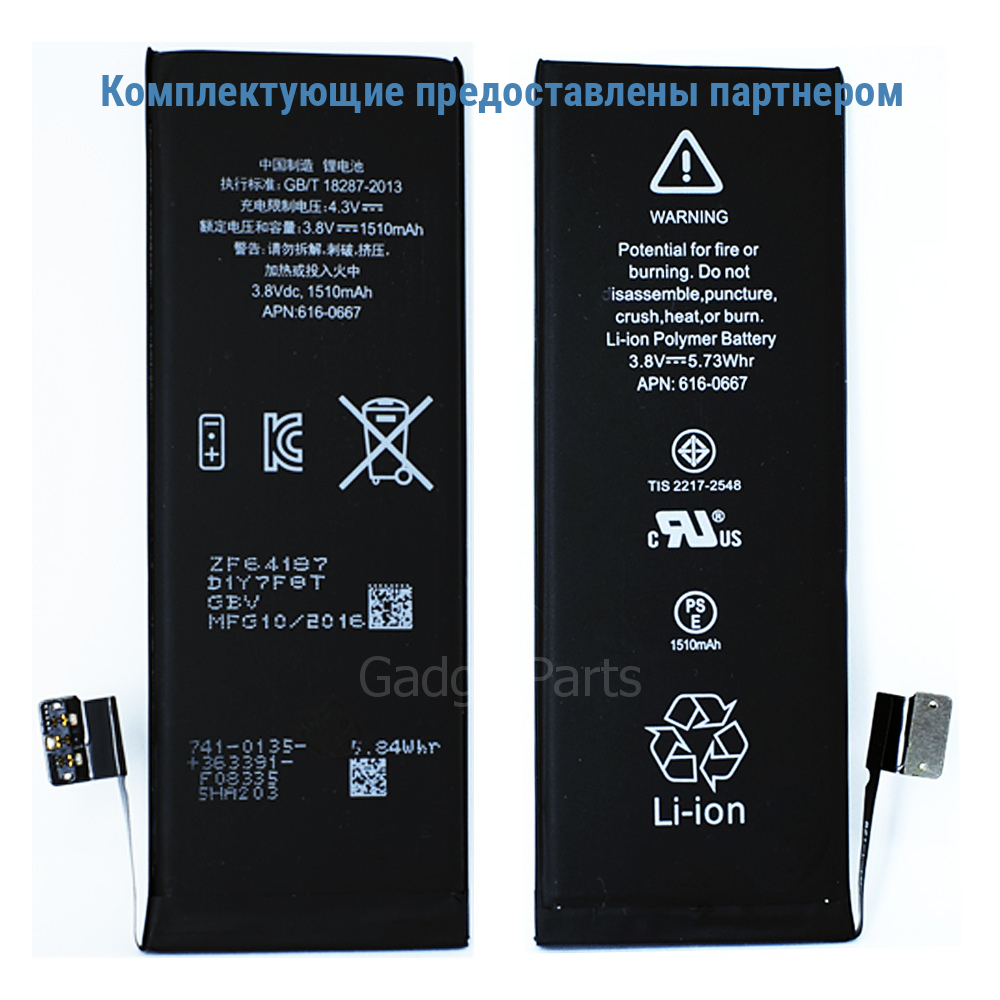 Комплектующие предоставлены партнером
中国制造 锂电池
执行标准: GB/T 18287-2013
充电限制电压: 4.3V⎓
额定电压和容量: 3.8V⎓1510mAh
警告: 请勿拆解, 刺破, 挤压,
加热或投入火中
3.8Vdc, 1510mAh
APN:616-0667
ZF64187
D1Y7F8T
GBV
MFG10/2016
741-0135-
+363391-
F08335
5HA203
5.84Whr
WARNING
Potential for fire or
burning. Do not
disassemble,puncture,
crush,heat,or burn.
Li-ion Polymer Battery
3.8V⎓5.73Whr
APN: 616-0667
TIS 2217-2548
c RU® US
PS
E
1510mAh
Li-ion
Gadget Parts